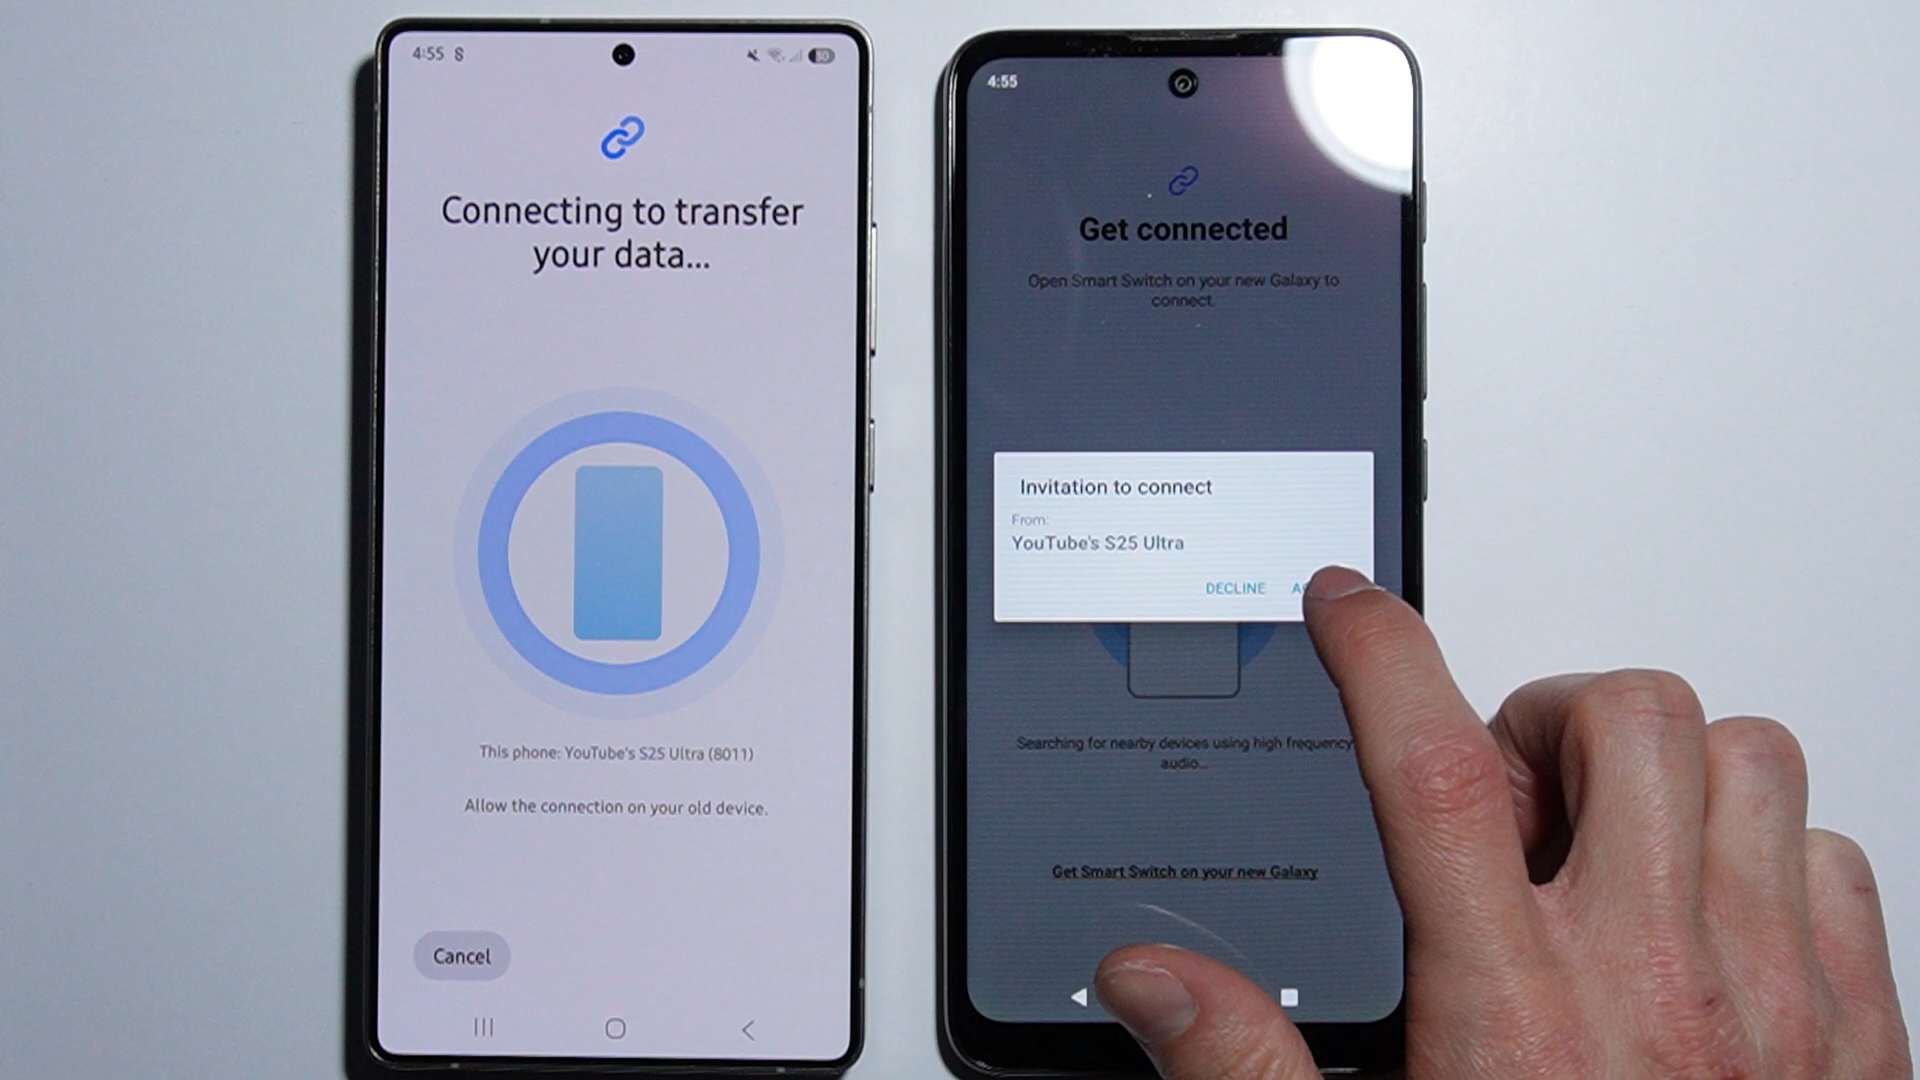 4:55
50
Connecting to transfer
your data...
This phone: YouTube's S25 Ultra (8011)
Allow the connection on your old device.
Cancel
4:55
Get connected
Open Smart Switch on your new Galaxy to
connect.
Invitation to connect
From:
YouTube's S25 Ultra
DECLINE
Searching for nearby devices using high frequency
audio...
Get Smart Switch on your new Galaxy